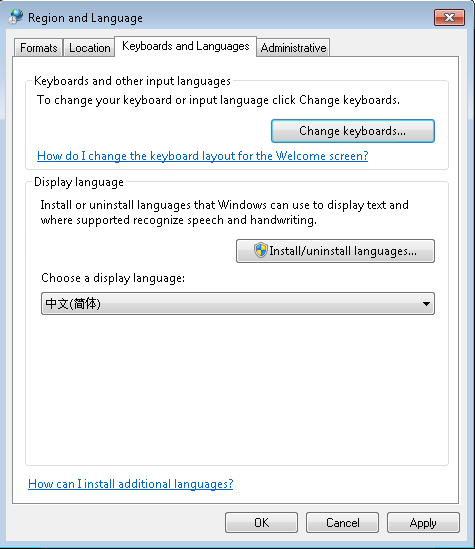 Region and Language
Formats Location Keyboards and Languages Administrative
Keyboards and other input languages
To change your keyboard or input language click Change keyboards.
Change keyboards...
How do I change the keyboard layout for the Welcome screen?
Display language
Install or uninstall languages that Windows can use to display text and
where supported recognize speech and handwriting.
Install/uninstall languages...
Choose a display language:
中文(简体)
How can I install additional languages?
OK Cancel Apply